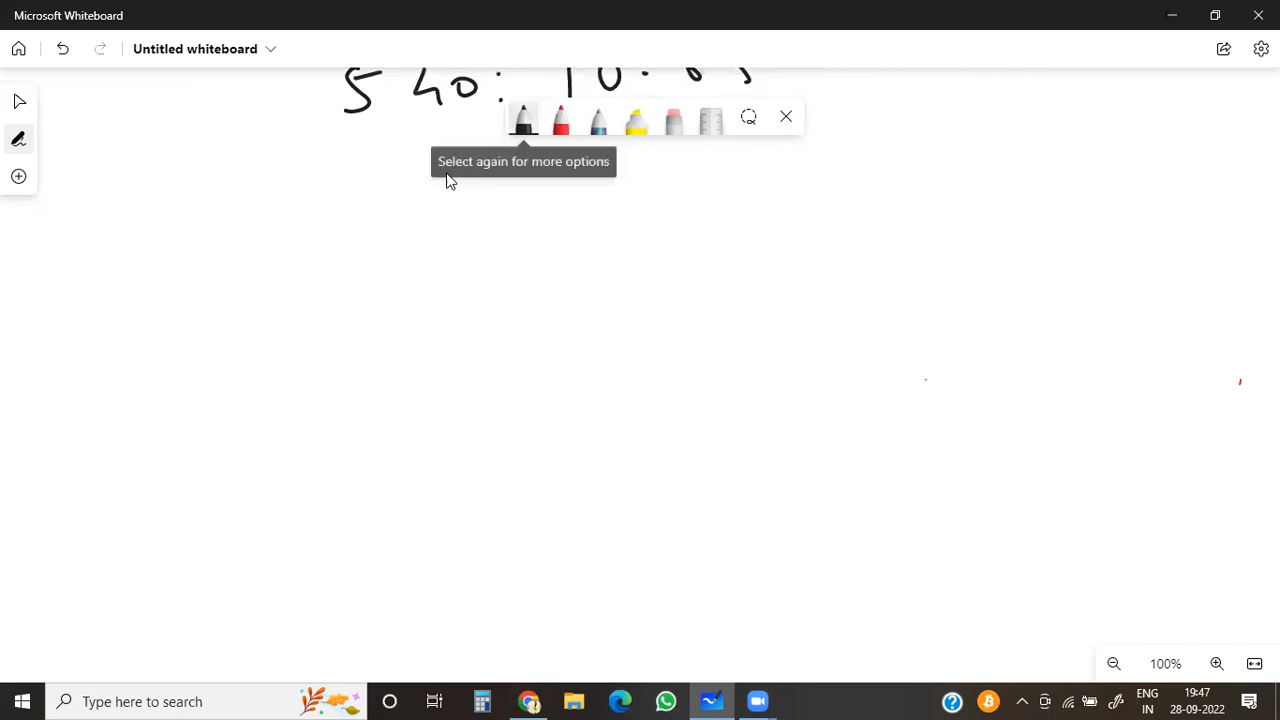 Microsoft Whiteboard
Untitled whiteboard
5 40: 10:
Select again for more options
100%
Type here to search
ENG
IN
19:47
28-09-2022